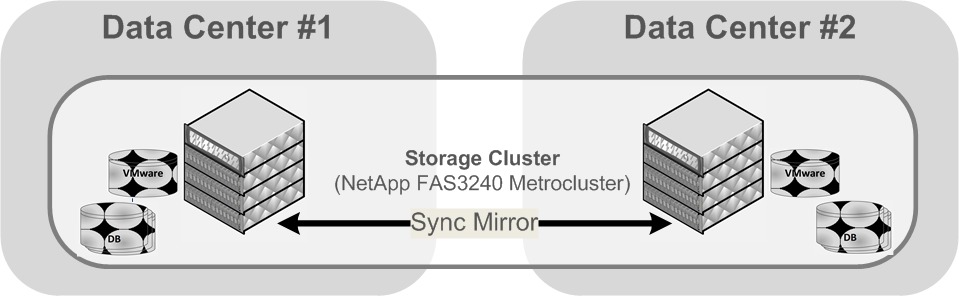 Data Center #1
Data Center #2
Storage Cluster
(NetApp FAS3240 Metrocluster)
VMware
VMware
Sync Mirror
DB
DB